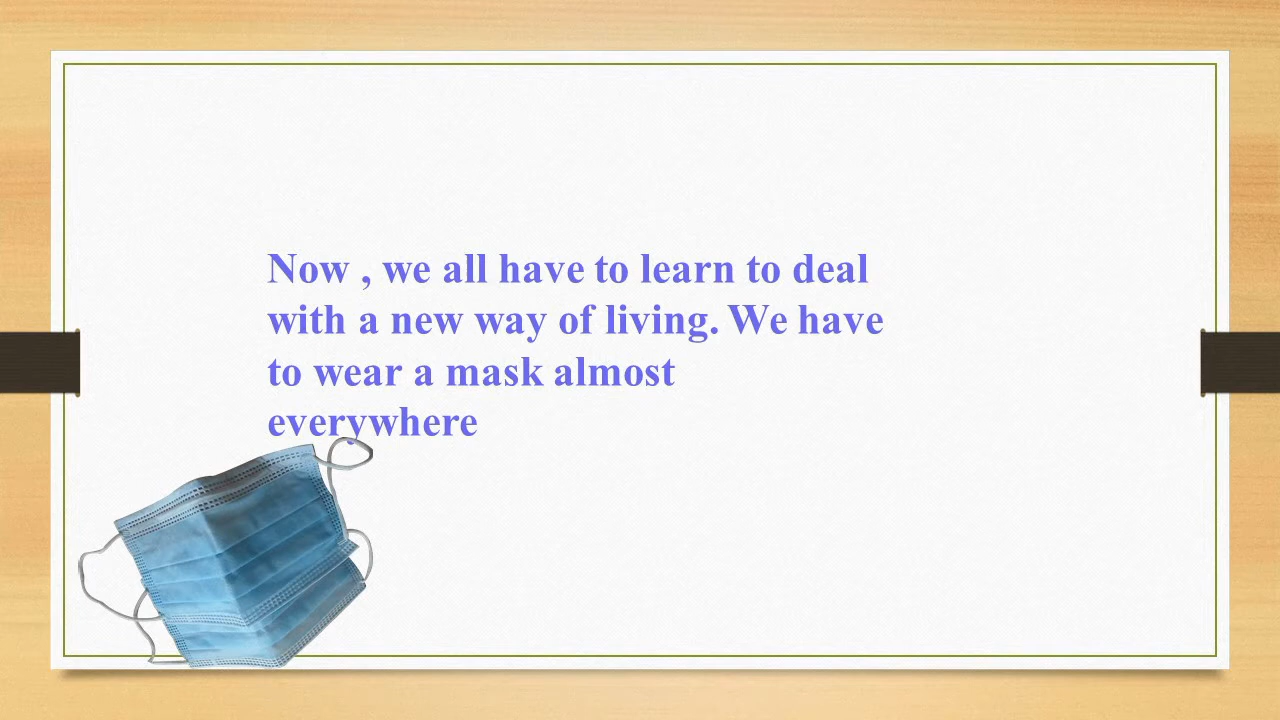 Now , we all have to learn to deal
with a new way of living. We have
to wear a mask almost
everywhere